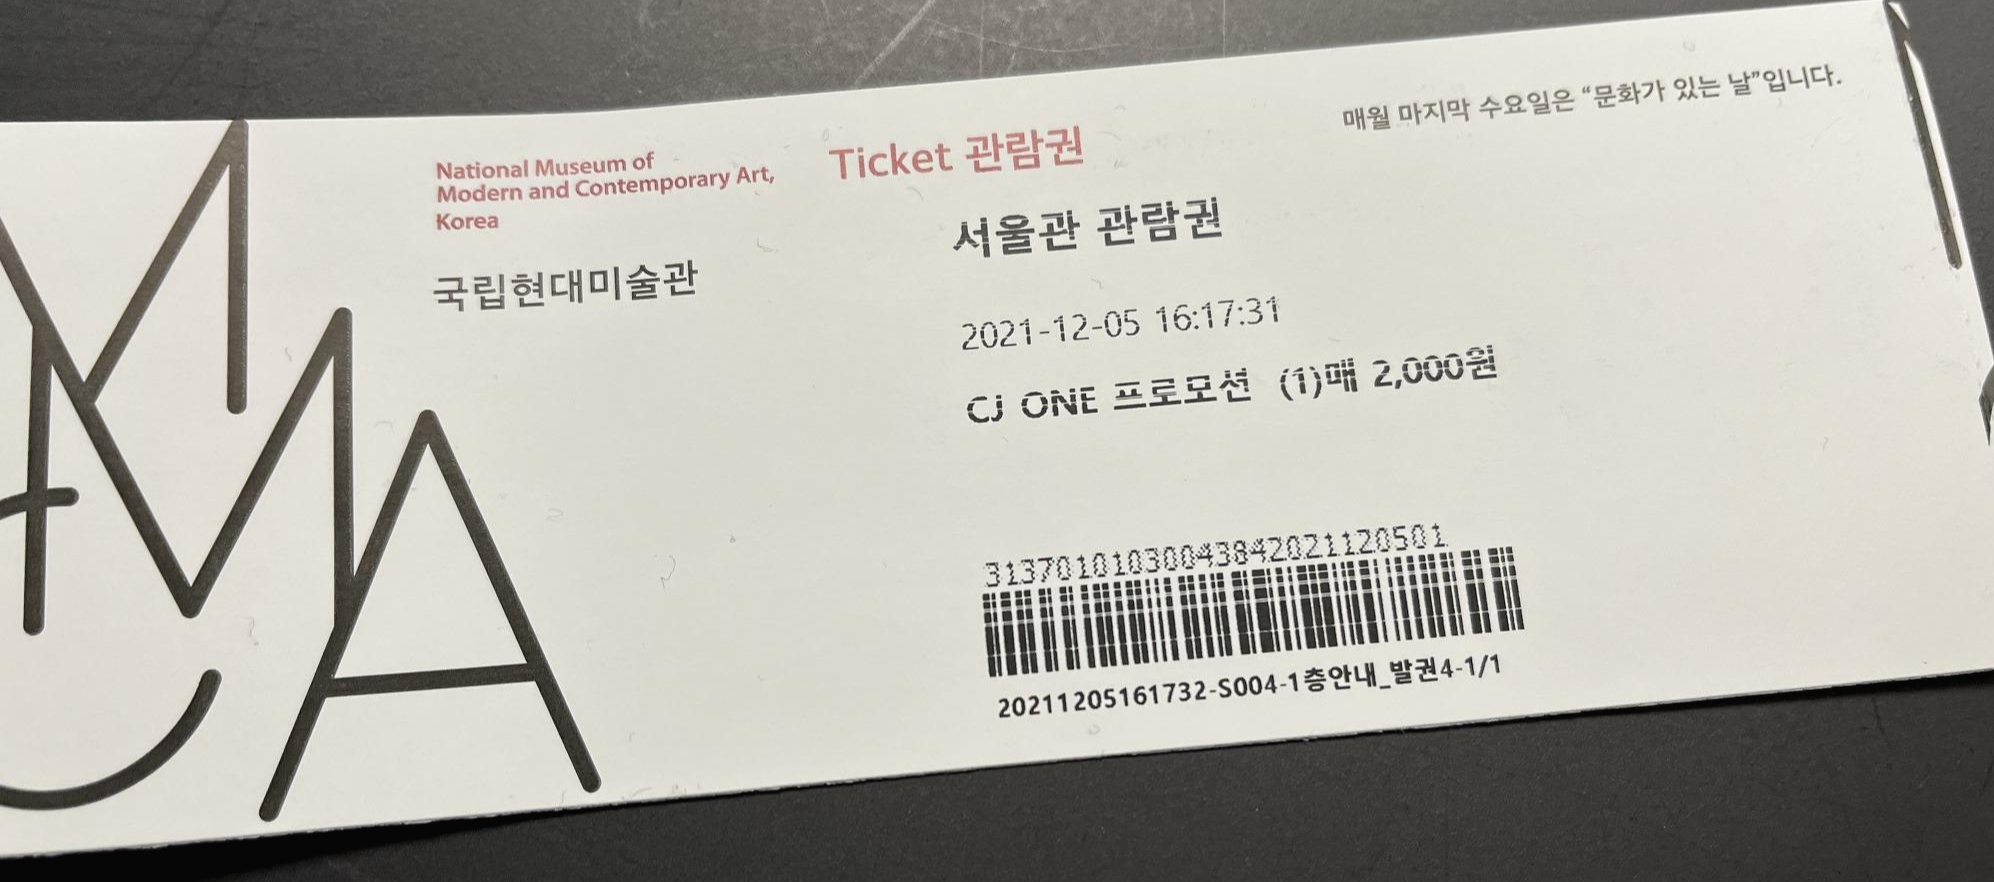 National Museum of
Modern and Contemporary Art,
Korea
국립현대미술관
Ticket 관람권
매월 마지막 수요일은 “문화가 있는 날”입니다.
서울관 관람권
2021-12-05 16:17:31
CJ ONE 프로모션 (1)매 2,000원
31370101030043842021120501
20211205161732-S004-1층안내_발권4-1/1